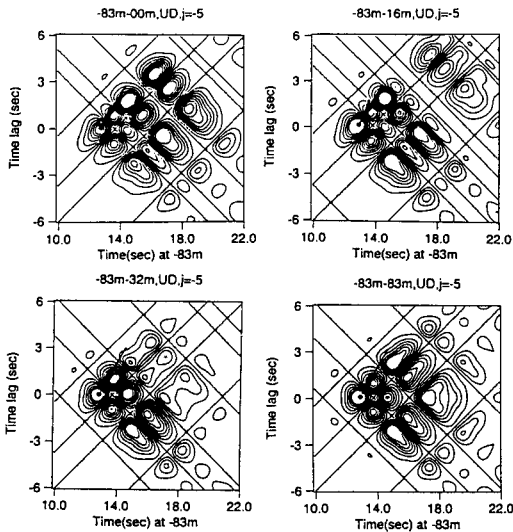 -83m-00m,UD,j=-5
-83m-16m,UD,j=-5
6
3
0
-3
-6
Time lag (sec)
10.0 14.0 18.0 22.0
Time(sec) at -83m
6
3
0
-3
-6
Time lag (sec)
10.0 14.0 18.0 22.0
Time(sec) at -83m
-83m-32m,UD,j=-5
-83m-83m,UD,j=-5
6
3
0
-3
-6
Time lag (sec)
10.0 14.0 18.0 22.0
Time(sec) at -83m
6
3
0
-3
-6
Time lag (sec)
10.0 14.0 18.0 22.0
Time(sec) at -83m